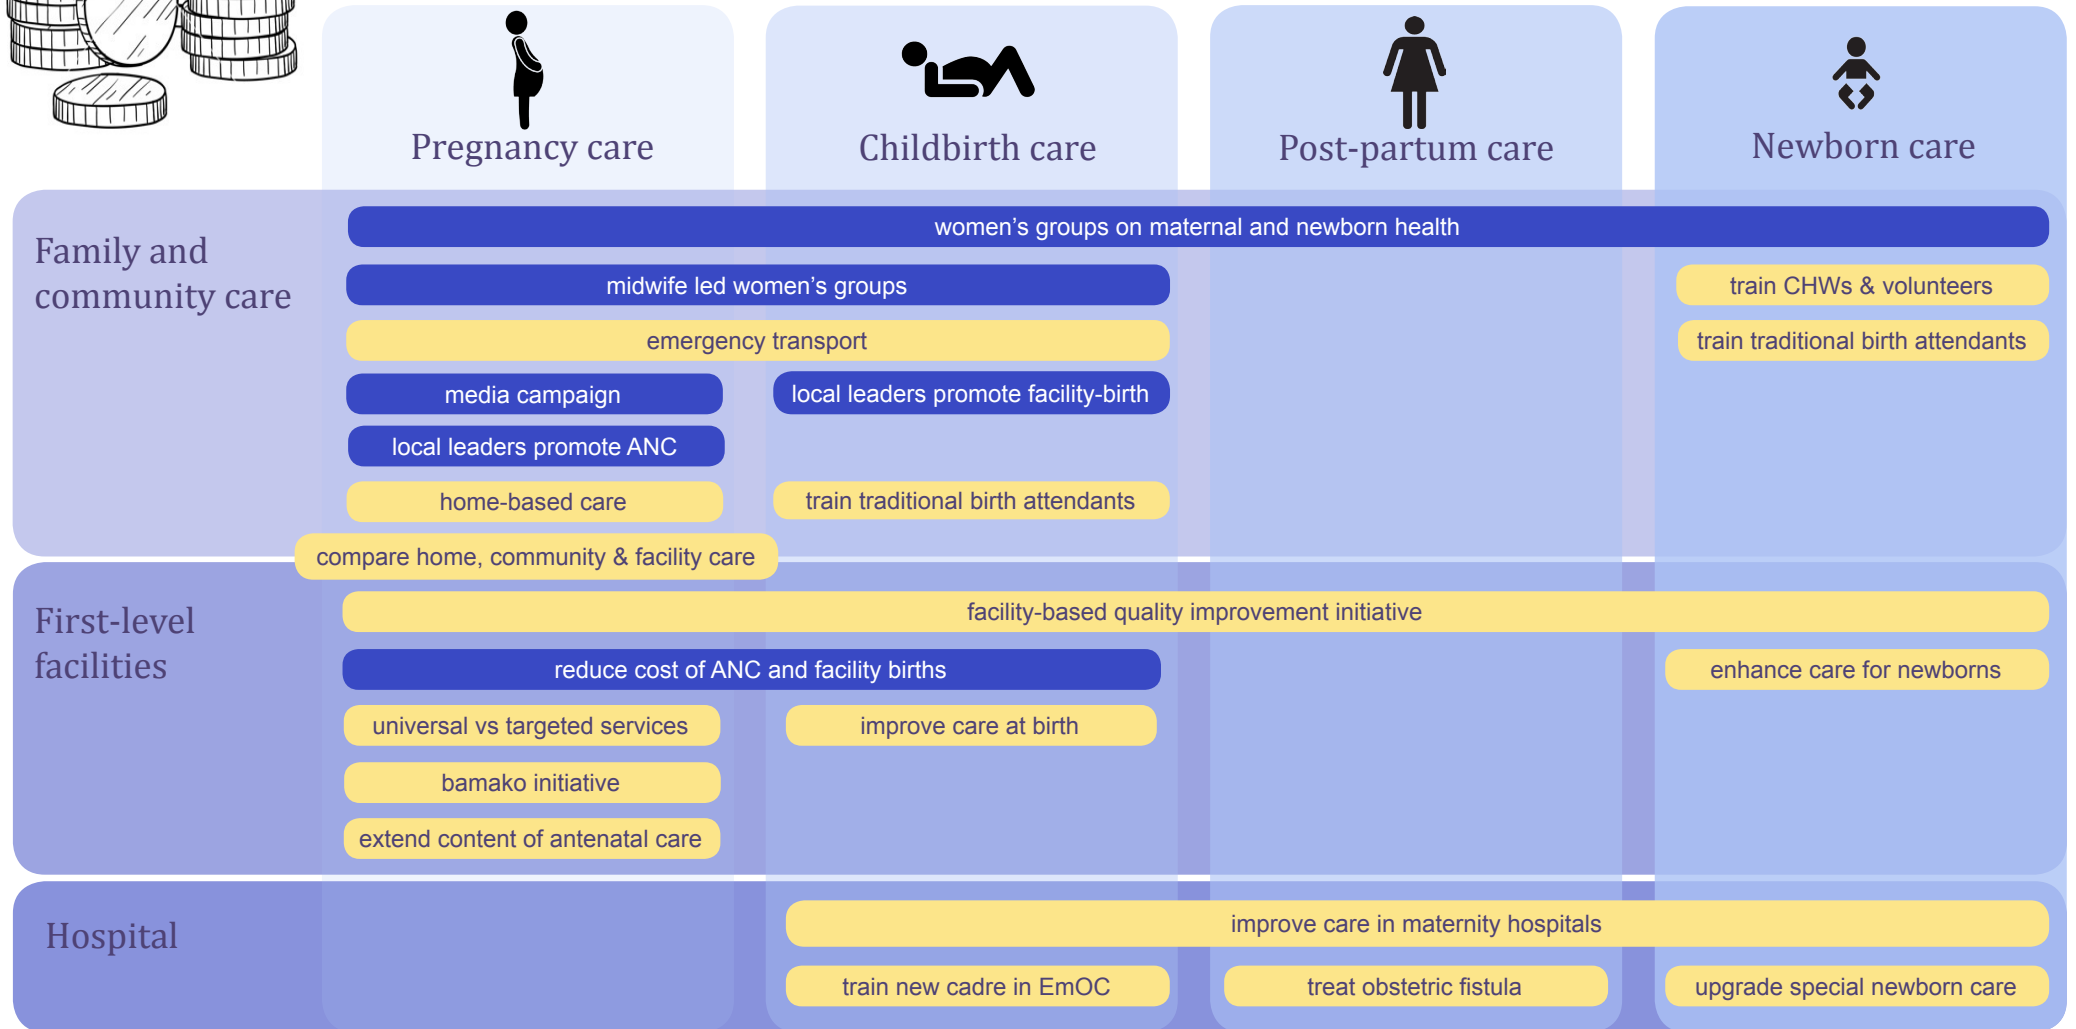 Pregnancy care
Childbirth care
Post-partum care
Newborn care
Family and
community care
women's groups on maternal and newborn health
midwife led women's groups
train CHWs & volunteers
emergency transport
train traditional birth attendants
media campaign
local leaders promote facility-birth
local leaders promote ANC
home-based care
train traditional birth attendants
compare home, community & facility care
First-level
facilities
facility-based quality improvement initiative
reduce cost of ANC and facility births
enhance care for newborns
universal vs targeted services
improve care at birth
bamako initiative
extend content of antenatal care
Hospital
improve care in maternity hospitals
train new cadre in EmOC
treat obstetric fistula
upgrade special newborn care